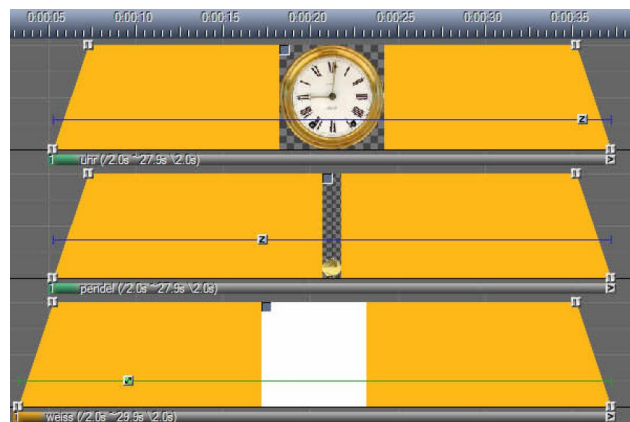 0:00:05 0:00:10 0:00:15 0:00:20 0:00:25 0:00:30 0:00:35
1 uhr (/2.0s ~27.9s \2.0s)
1 pendel (/2.0s ~27.9s \2.0s)
1 weiss (/2.0s ~29.9s \2.0s)